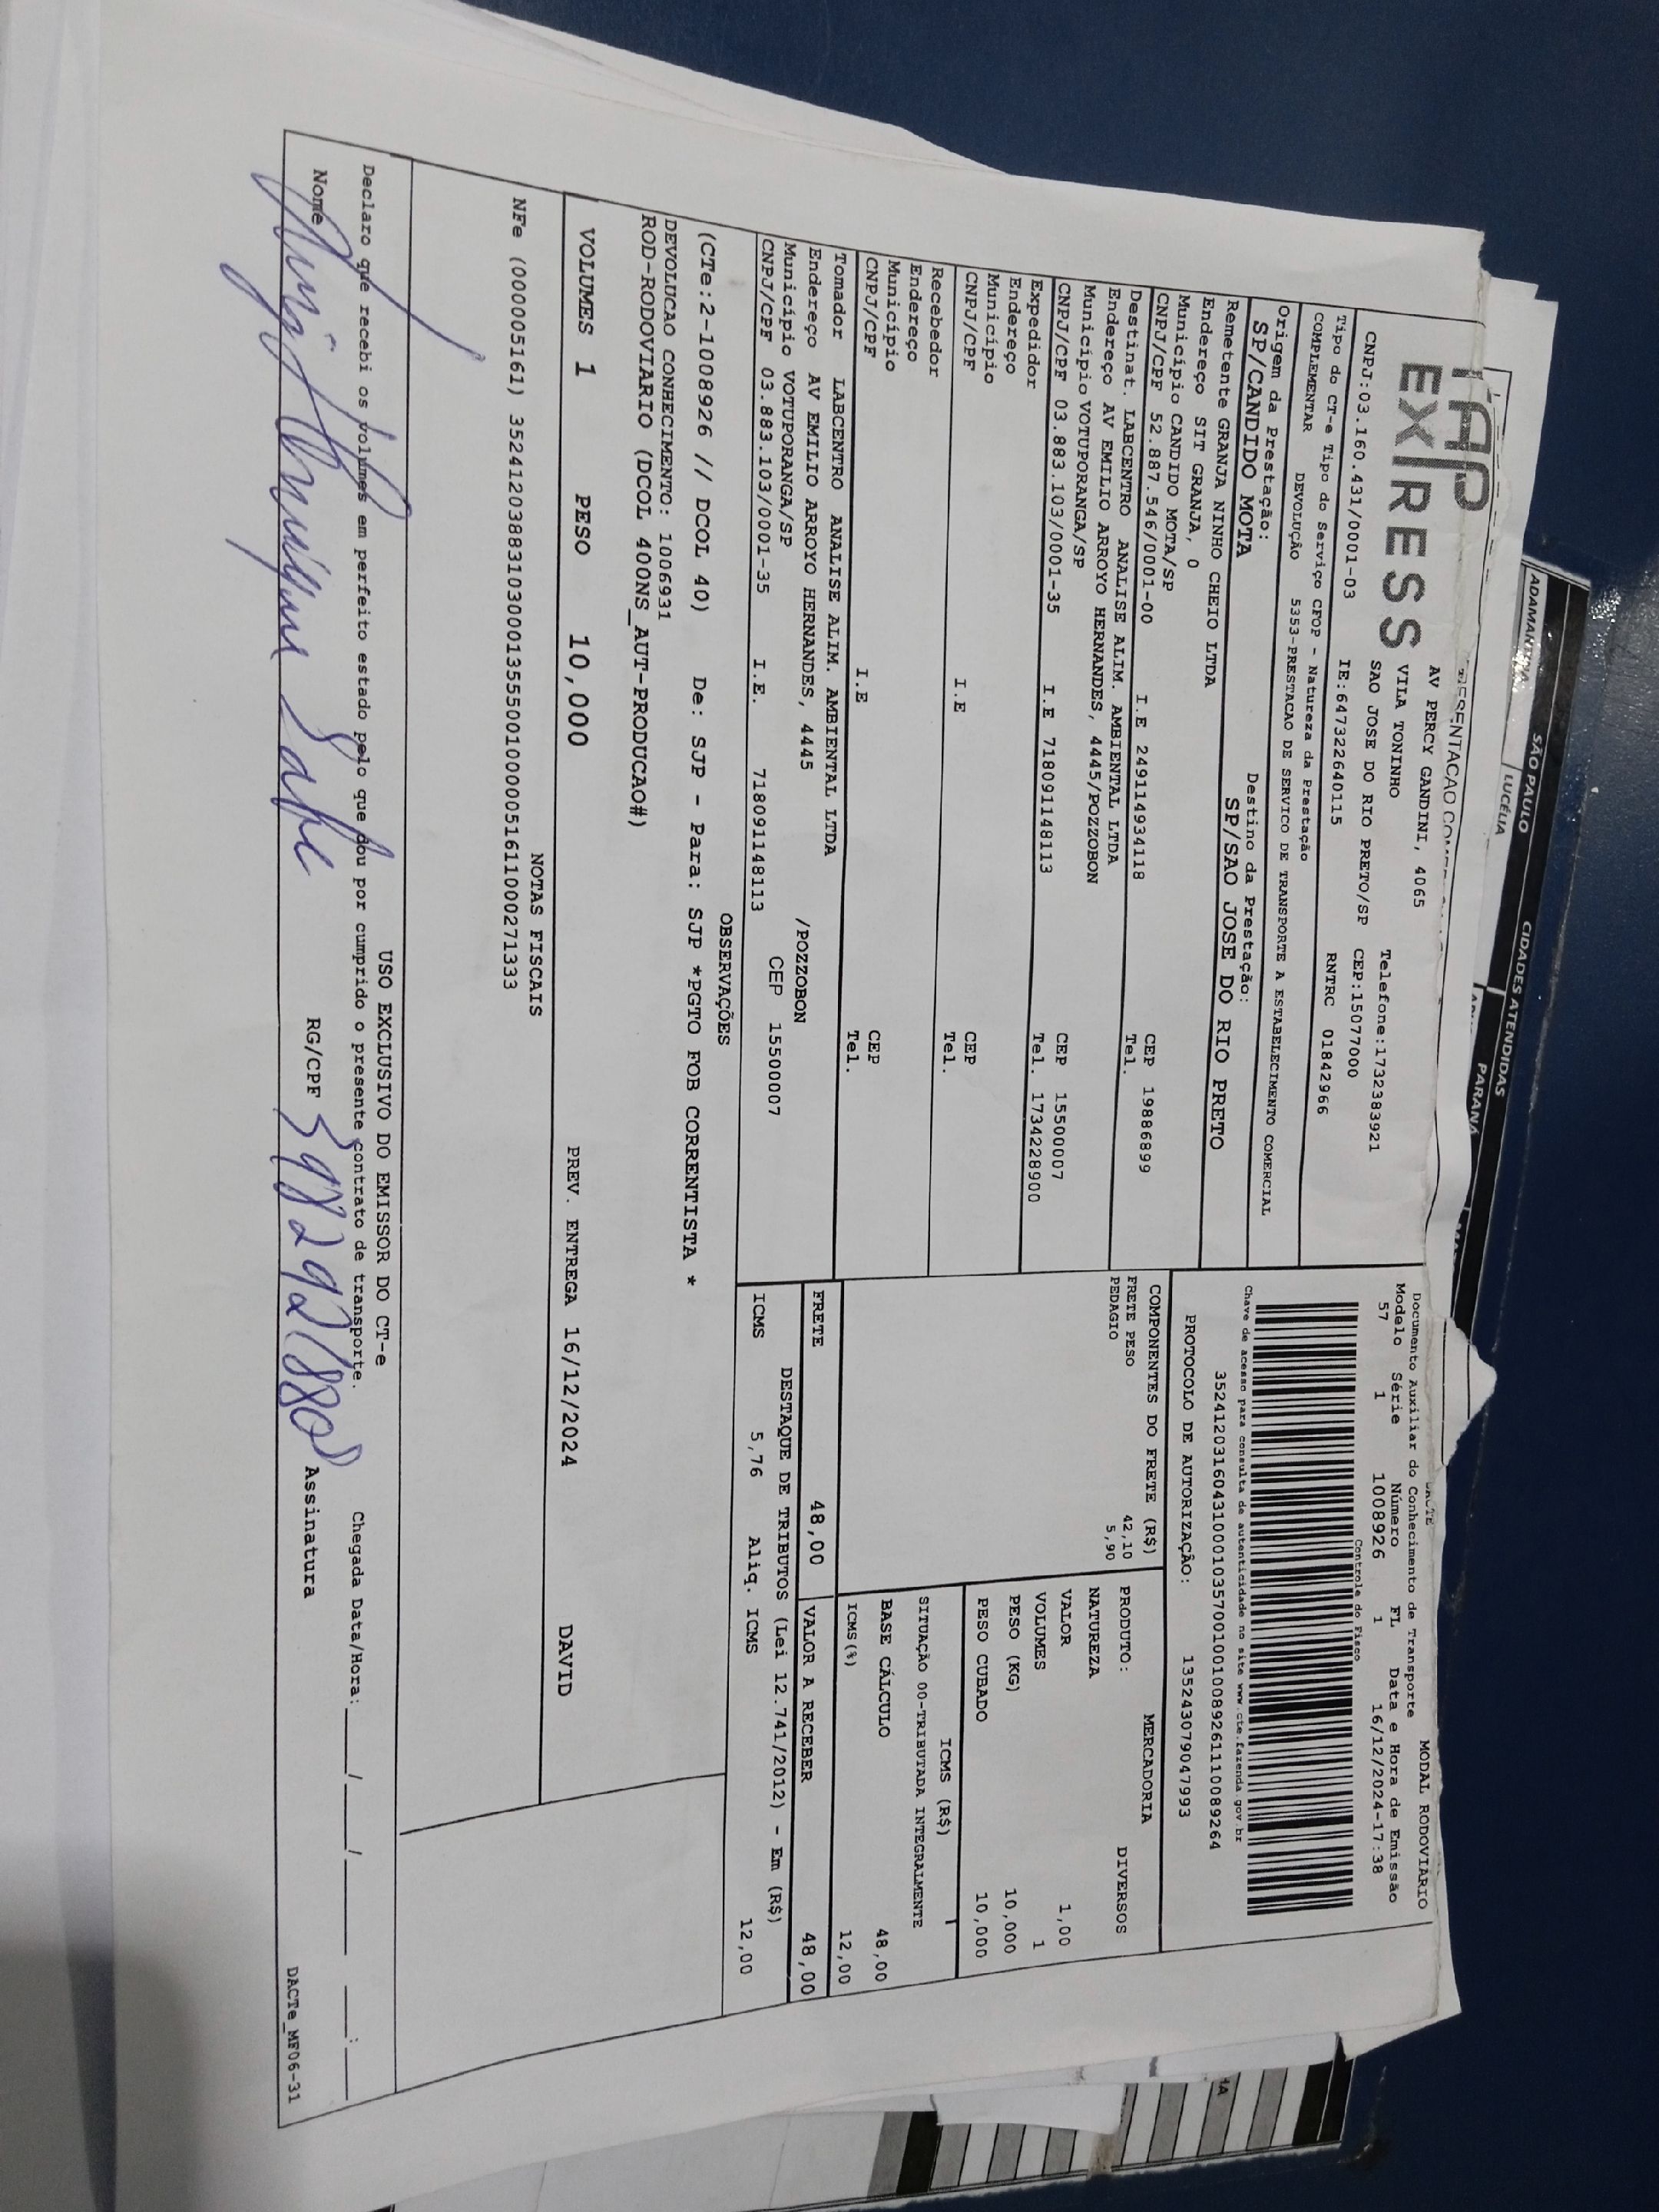 ADAMANTINA
SÃO PAULO
LUCÉLIA
CIDADES ATENDIDAS
PARANÁ
TAP
EXPRESS
AV PERCY GANDINI, 4065
VILA TONINHO
SAO JOSE DO RIO PRETO/SP
Telefone:1732383921
CEP:15077000
CNPJ:03.160.431/0001-03
IE:647322640115
RNTRC 01842966
MODAL RODOVIÁRIO
Documento Auxiliar do Conhecimento de Transporte
Modelo Série Número FL Data e Hora de Emissão
57 1 1008926 1 16/12/2024-17:38
Controle do Fisco
Chave de acesso para consulta de autenticidade no site www.cte.fazenda.gov.br
35241203160431000103570010010089261110089264
PROTOCOLO DE AUTORIZAÇÃO: 135243079047993
Tipo do CT-e Tipo do Serviço CFOP - Natureza da Prestação
COMPLEMENTAR DEVOLUÇÃO 5353-PRESTACAO DE SERVICO DE TRANSPORTE A ESTABELECIMENTO COMERCIAL
Origem da Prestação:
SP/CANDIDO MOTA
Destino da Prestação:
SP/SAO JOSE DO RIO PRETO
Remetente GRANJA NINHO CHEIO LTDA
Endereço SIT GRANJA, 0
Município CANDIDO MOTA/SP CEP 19886899
CNPJ/CPF 52.887.546/0001-00 I.E 249114934118 Tel.
Destinat. LABCENTRO ANALISE ALIM. AMBIENTAL LTDA
Endereço AV EMILIO ARROYO HERNANDES, 4445/POZZOBON
Município VOTUPORANGA/SP CEP 15500007
CNPJ/CPF 03.883.103/0001-35 I.E 718091148113 Tel. 1734228900
Expedidor
Endereço
Município CEP
CNPJ/CPF I.E Tel.
Recebedor
Endereço
Município CEP
CNPJ/CPF I.E Tel.
Tomador LABCENTRO ANALISE ALIM. AMBIENTAL LTDA
Endereço AV EMILIO ARROYO HERNANDES, 4445 /POZZOBON
Município VOTUPORANGA/SP CEP 15500007
CNPJ/CPF 03.883.103/0001-35 I.E. 718091148113
COMPONENTES DO FRETE (R$)
FRETE PESO 42,10
PEDAGIO 5,90
MERCADORIA
PRODUTO: DIVERSOS
NATUREZA
VALOR 1,00
VOLUMES 1
PESO (KG) 10,000
PESO CUBADO 10,000
ICMS (R$)
SITUAÇÃO 00-TRIBUTADA INTEGRALMENTE
BASE CÁLCULO 48,00
ICMS(%) 12,00
FRETE 48,00 VALOR A RECEBER 48,00
DESTAQUE DE TRIBUTOS (Lei 12.741/2012) - Em (R$)
ICMS 5,76 Aliq. ICMS 12,00
OBSERVAÇÕES
(CTe:2-1008926 // DCOL 40) De: SJP - Para: SJP *PGTO FOB CORRENTISTA *
DEVOLUCAO CONHECIMENTO: 1006931
ROD-RODOVIARIO (DCOL 400NS_AUT-PRODUCAO#)
VOLUMES 1 PESO 10,000 PREV. ENTREGA 16/12/2024 DAVID
NOTAS FISCAIS
NFe (000005161) 35241203883103000135550010000051611000271333
USO EXCLUSIVO DO EMISSOR DO CT-e
Declaro que recebi os volumes em perfeito estado pelo que dou por cumprido o presente contrato de transporte. Chegada Data/Hora: ____/____/______ ____:____
Nome RG/CPF Assinatura
DACTe_MF06-31